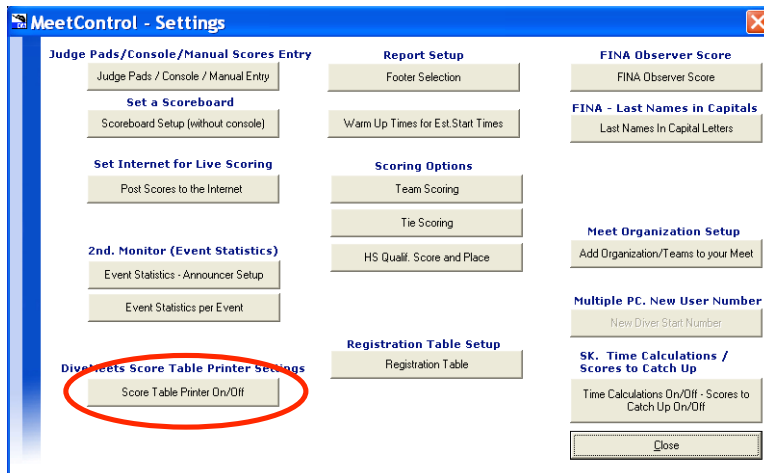 MeetControl - Settings
Judge Pads/Console/Manual Scores Entry
Judge Pads / Console / Manual Entry
Set a Scoreboard
Scoreboard Setup (without console)
Set Internet for Live Scoring
Post Scores to the Internet
2nd. Monitor (Event Statistics)
Event Statistics - Announcer Setup
Event Statistics per Event
DiveMeets Score Table Printer Settings
Score Table Printer On/Off
Report Setup
Footer Selection
Warm Up Times for Est.Start Times
Scoring Options
Team Scoring
Tie Scoring
HS Qualif. Score and Place
Registration Table Setup
Registration Table
FINA Observer Score
FINA Observer Score
FINA - Last Names in Capitals
Last Names In Capital Letters
Meet Organization Setup
Add Organization/Teams to your Meet
Multiple PC. New User Number
New Diver Start Number
SK. Time Calculations /
Scores to Catch Up
Time Calculations On/Off - Scores to
Catch Up On/Off
Close